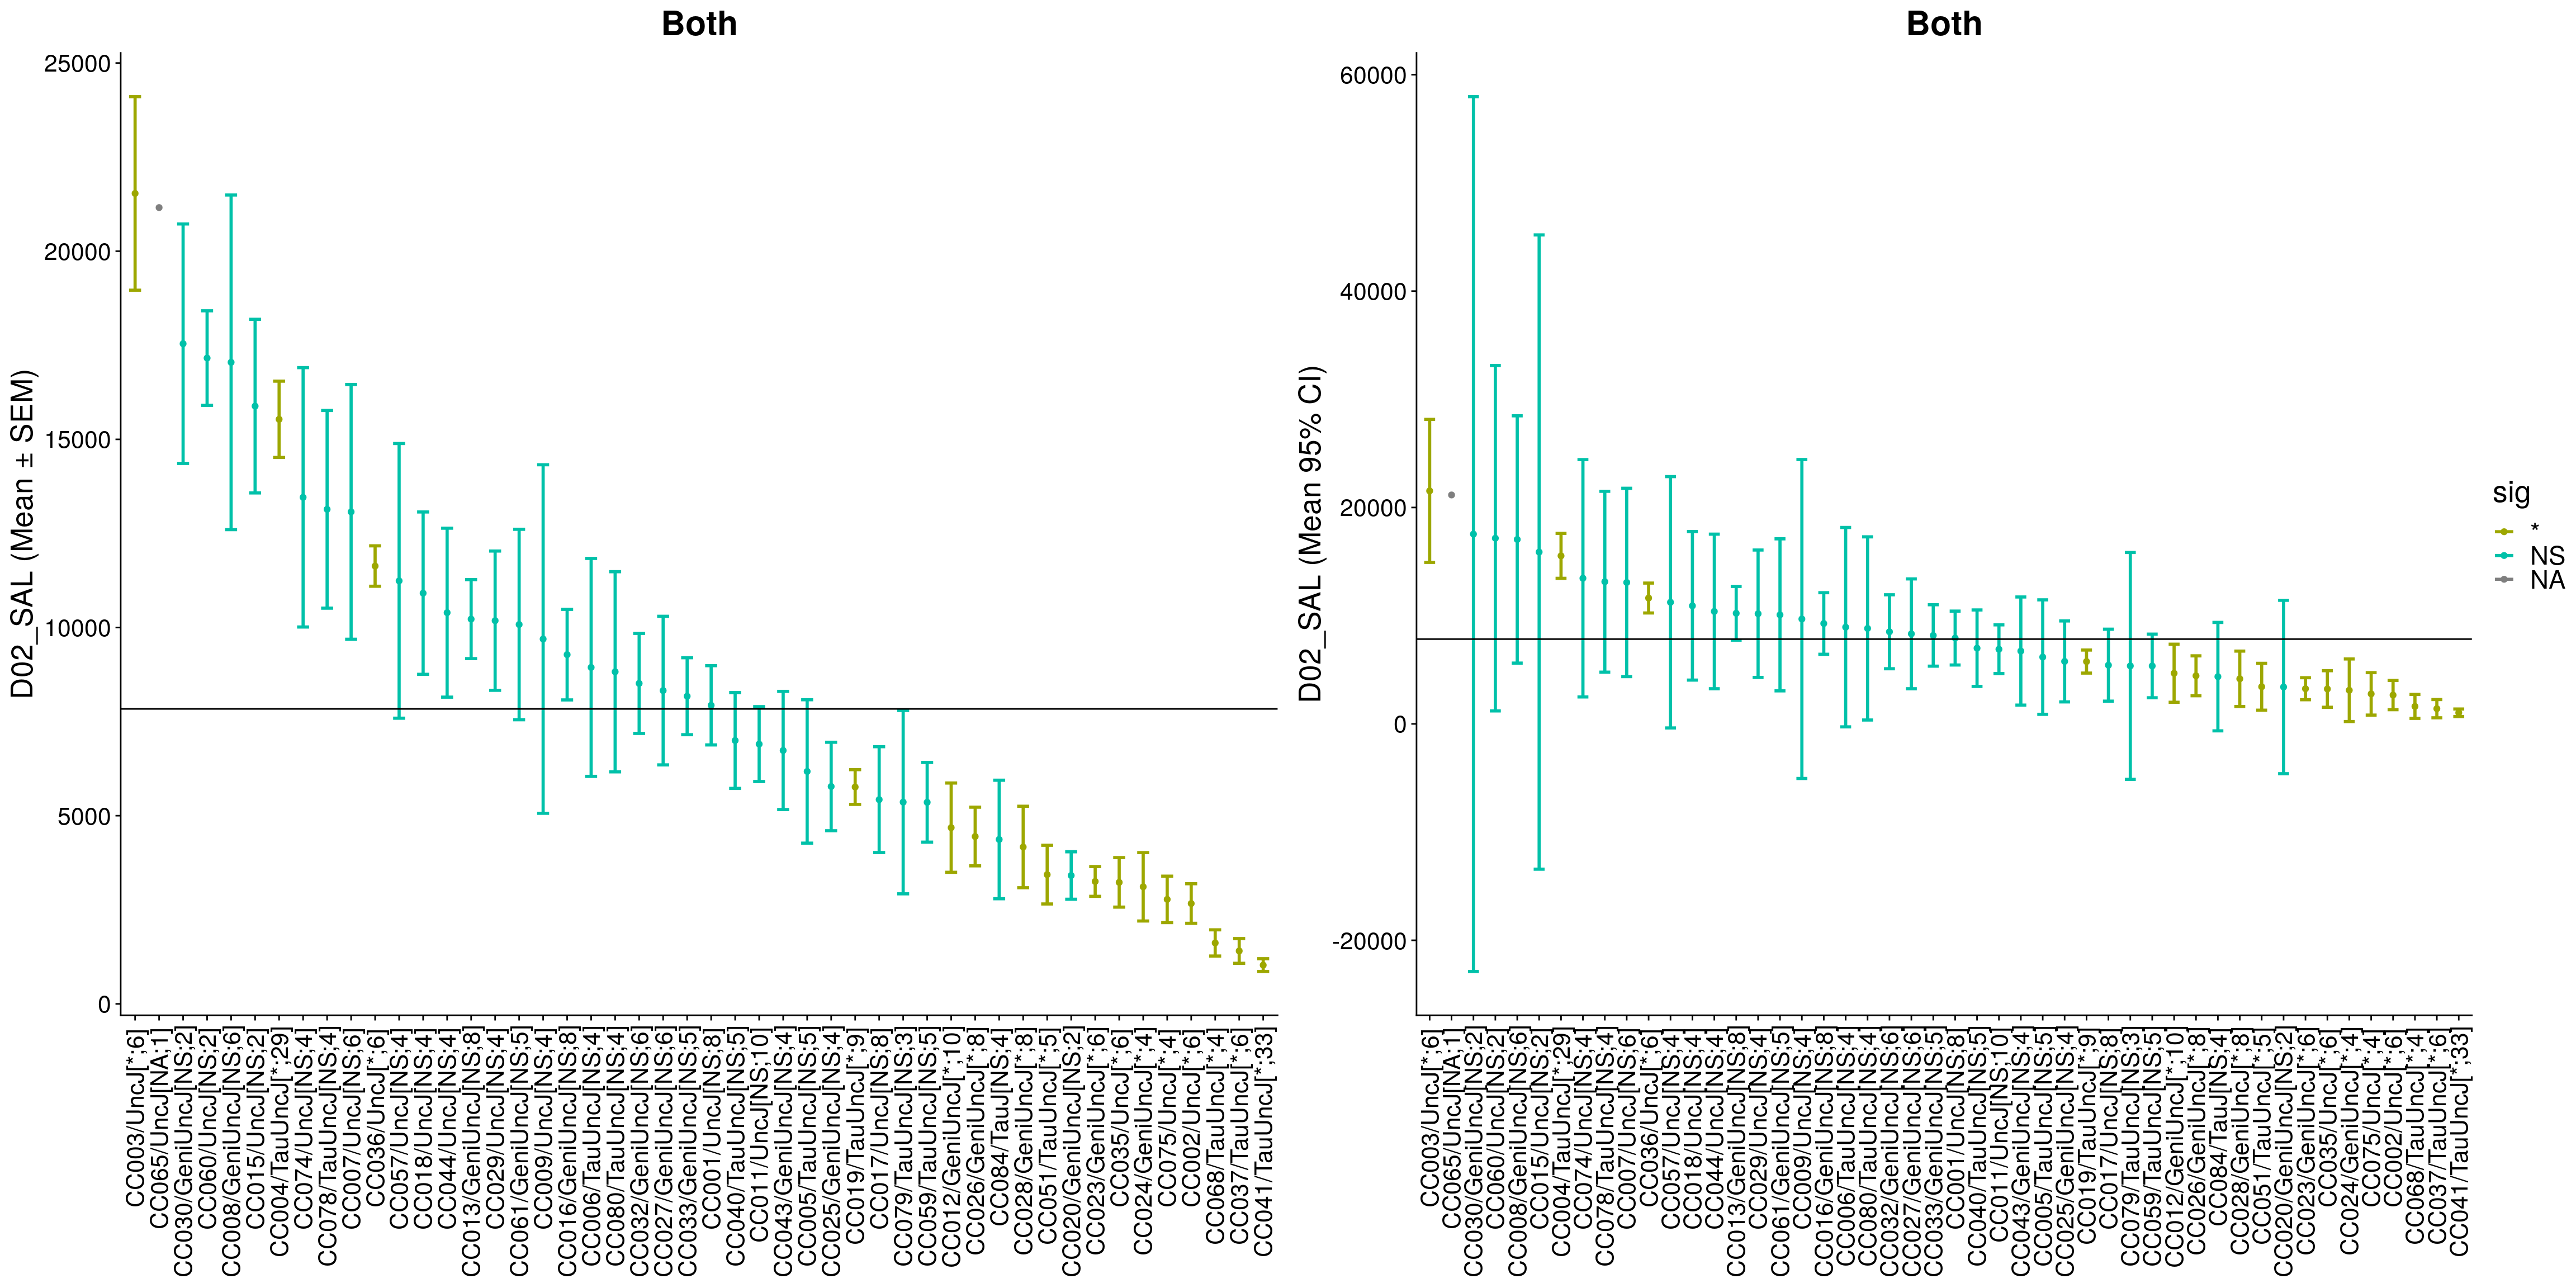 Both
D02_SAL (Mean ± SEM)
25000
20000
15000
10000
5000
0
CC003/UncJ[*;6]
CC065/UncJ[NA;1]
CC030/GeniUncJ[NS;2]
CC060/UncJ[NS;2]
CC008/GeniUncJ[NS;6]
CC015/UncJ[NS;2]
CC004/TauUncJ[*;29]
CC074/UncJ[NS;4]
CC078/TauUncJ[NS;4]
CC007/UncJ[NS;6]
CC036/UncJ[*;6]
CC057/UncJ[NS;4]
CC018/UncJ[NS;4]
CC044/UncJ[NS;4]
CC013/GeniUncJ[NS;8]
CC029/UncJ[NS;4]
CC061/GeniUncJ[NS;5]
CC009/UncJ[NS;4]
CC016/GeniUncJ[NS;8]
CC006/TauUncJ[NS;4]
CC080/TauUncJ[NS;4]
CC032/GeniUncJ[NS;6]
CC027/GeniUncJ[NS;6]
CC033/GeniUncJ[NS;5]
CC001/UncJ[NS;8]
CC040/TauUncJ[NS;5]
CC011/UncJ[NS;10]
CC043/GeniUncJ[NS;4]
CC005/TauUncJ[NS;5]
CC025/GeniUncJ[NS;4]
CC019/TauUncJ[*;9]
CC017/UncJ[NS;8]
CC079/TauUncJ[NS;3]
CC059/TauUncJ[NS;5]
CC012/GeniUncJ[*;10]
CC026/GeniUncJ[*;8]
CC084/TauJ[NS;4]
CC028/GeniUncJ[*;8]
CC051/TauUncJ[*;5]
CC020/GeniUncJ[NS;2]
CC023/GeniUncJ[*;6]
CC035/UncJ[*;6]
CC024/GeniUncJ[*;4]
CC075/UncJ[*;4]
CC002/UncJ[*;6]
CC068/TauUncJ[*;4]
CC037/TauUncJ[*;6]
CC041/TauUncJ[*;33]
Both
D02_SAL (Mean 95% CI)
60000
40000
20000
0
-20000
CC003/UncJ[*;6]
CC065/UncJ[NA;1]
CC030/GeniUncJ[NS;2]
CC060/UncJ[NS;2]
CC008/GeniUncJ[NS;6]
CC015/UncJ[NS;2]
CC004/TauUncJ[*;29]
CC074/UncJ[NS;4]
CC078/TauUncJ[NS;4]
CC007/UncJ[NS;6]
CC036/UncJ[*;6]
CC057/UncJ[NS;4]
CC018/UncJ[NS;4]
CC044/UncJ[NS;4]
CC013/GeniUncJ[NS;8]
CC029/UncJ[NS;4]
CC061/GeniUncJ[NS;5]
CC009/UncJ[NS;4]
CC016/GeniUncJ[NS;8]
CC006/TauUncJ[NS;4]
CC080/TauUncJ[NS;4]
CC032/GeniUncJ[NS;6]
CC027/GeniUncJ[NS;6]
CC033/GeniUncJ[NS;5]
CC001/UncJ[NS;8]
CC040/TauUncJ[NS;5]
CC011/UncJ[NS;10]
CC043/GeniUncJ[NS;4]
CC005/TauUncJ[NS;5]
CC025/GeniUncJ[NS;4]
CC019/TauUncJ[*;9]
CC017/UncJ[NS;8]
CC079/TauUncJ[NS;3]
CC059/TauUncJ[NS;5]
CC012/GeniUncJ[*;10]
CC026/GeniUncJ[*;8]
CC084/TauJ[NS;4]
CC028/GeniUncJ[*;8]
CC051/TauUncJ[*;5]
CC020/GeniUncJ[NS;2]
CC023/GeniUncJ[*;6]
CC035/UncJ[*;6]
CC024/GeniUncJ[*;4]
CC075/UncJ[*;4]
CC002/UncJ[*;6]
CC068/TauUncJ[*;4]
CC037/TauUncJ[*;6]
CC041/TauUncJ[*;33]
sig
*
NS
NA